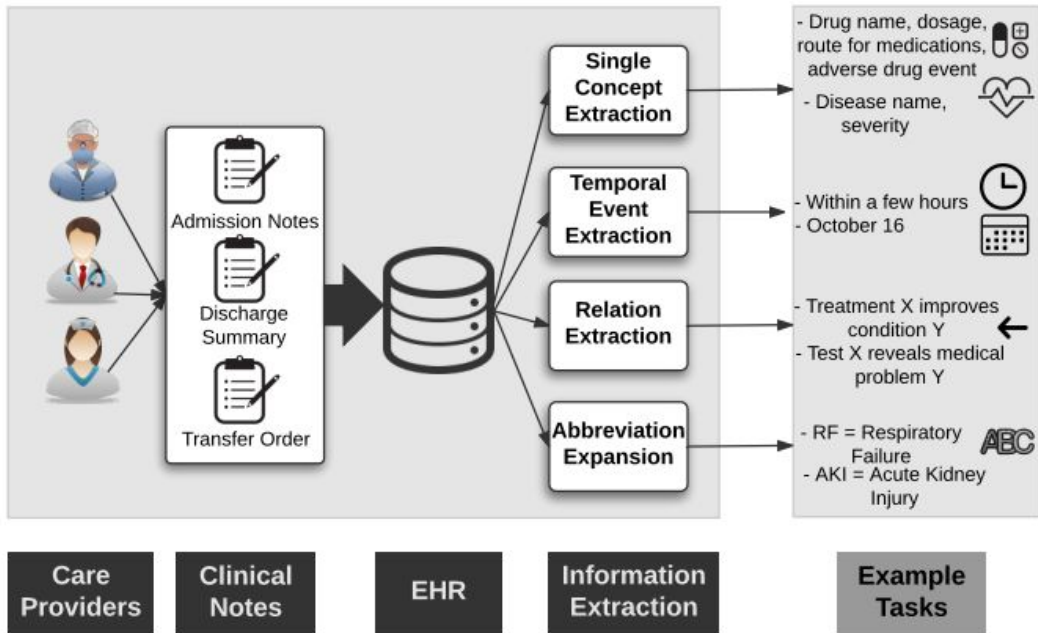 Single
Concept
Extraction
- Drug name, dosage,
route for medications,
adverse drug event
- Disease name,
severity
Admission Notes
Discharge
Summary
Transfer Order
Temporal
Event
Extraction
- Within a few hours
- October 16
Relation
Extraction
- Treatment X improves
condition Y
- Test X reveals medical
problem Y
Abbreviation
Expansion
- RF = Respiratory
Failure
- AKI = Acute Kidney
Injury
ABC
Care
Providers
Clinical
Notes
EHR
Information
Extraction
Example
Tasks